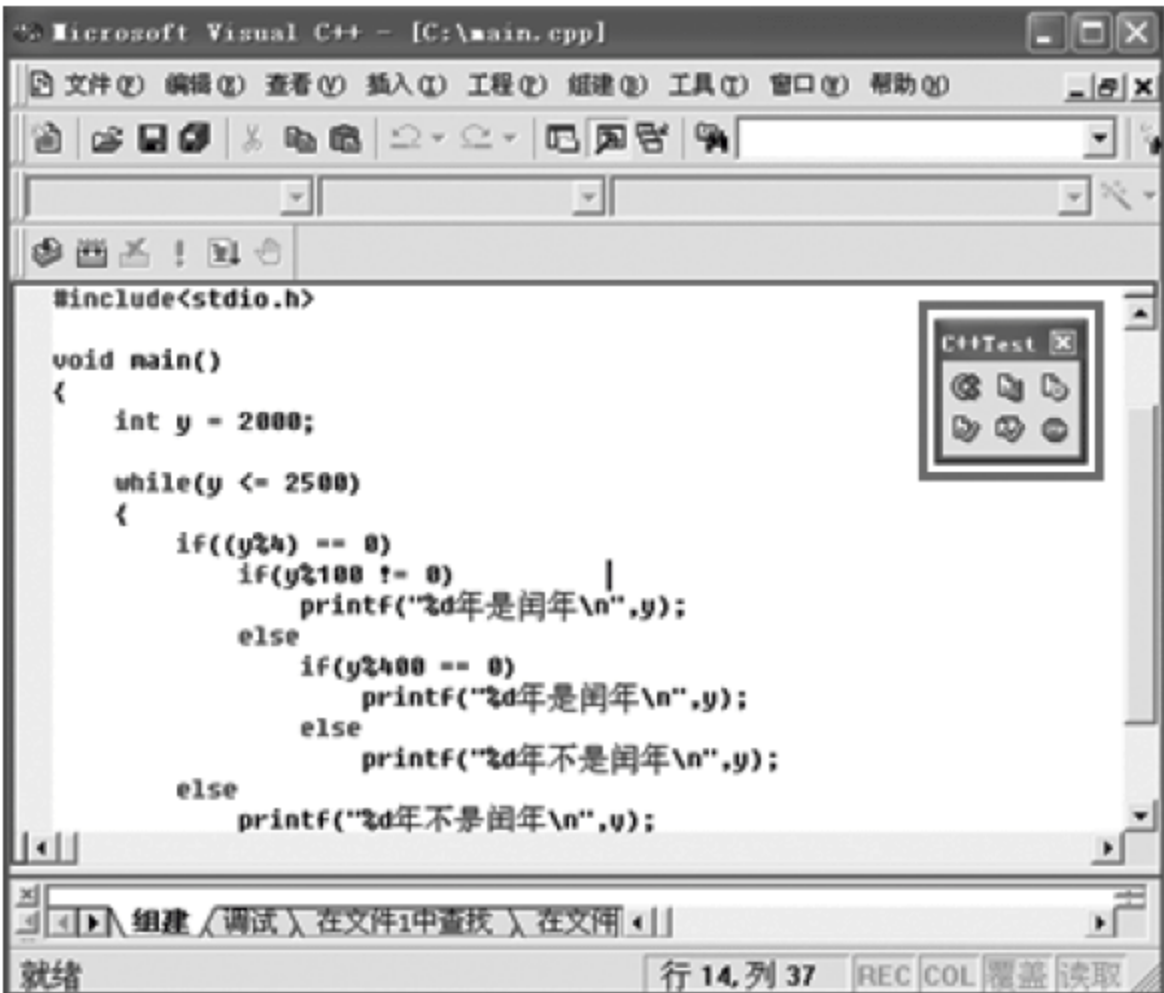 Microsoft Visual C++ - [C:\main.cpp]
文件(F) 编辑(E) 查看(V) 插入(I) 工程(P) 组建(B) 工具(T) 窗口(W) 帮助(H)
#include<stdio.h>
C++Test
void main()
{
int y = 2000;
while(y <= 2500)
{
if((y%4) == 0)
if(y%100 != 0)
printf("%d年是闰年\n",y);
else
if(y%400 == 0)
printf("%d年是闰年\n",y);
else
printf("%d年不是闰年\n",y);
else
printf("%d年不是闰年\n",y);
组建 调试 在文件1中查找 在文件
就绪 行 14, 列 37 REC COL 覆盖 读取